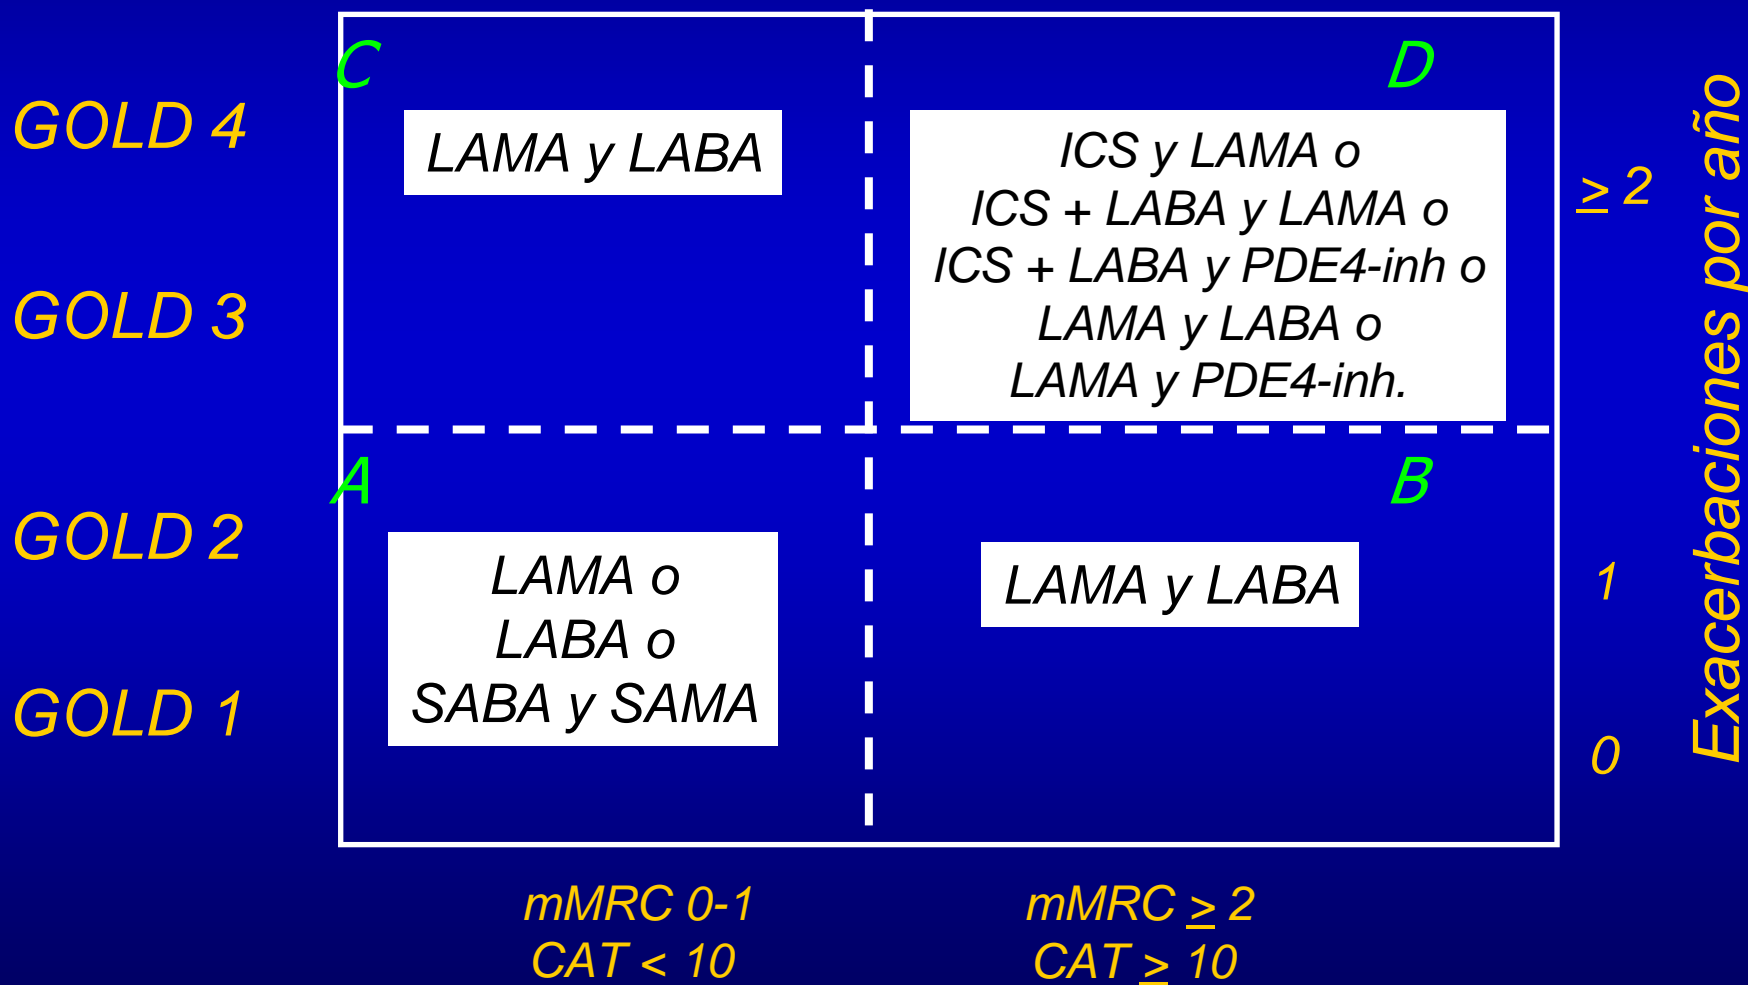 C
D
GOLD 4
LAMA y LABA
ICS y LAMA o
ICS + LABA y LAMA o
ICS + LABA y PDE4-inh o
LAMA y LABA o
LAMA y PDE4-inh.
≥ 2
Exacerbaciones por año
GOLD 3
A
B
GOLD 2
LAMA o
LABA o
SABA y SAMA
LAMA y LABA
1
GOLD 1
0
mMRC 0-1
CAT < 10
mMRC ≥ 2
CAT ≥ 10